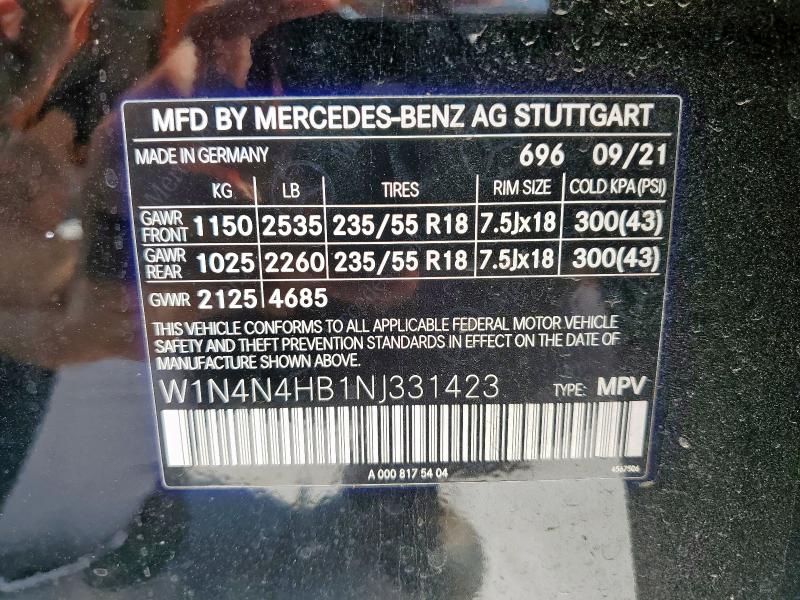 MFD BY MERCEDES-BENZ AG STUTTGART
MADE IN GERMANY 696 09/21
KG LB TIRES RIM SIZE COLD KPA(PSI)
GAWR FRONT 1150 2535 235/55 R18 7.5Jx18 300(43)
GAWR REAR 1025 2260 235/55 R18 7.5Jx18 300(43)
GVWR 2125 4685
THIS VEHICLE CONFORMS TO ALL APPLICABLE FEDERAL MOTOR VEHICLE
SAFETY AND THEFT PREVENTION STANDARDS IN EFFECT ON THE DATE OF
MANUFACTURE SHOWN ABOVE.
W1N4N4HB1NJ331423 TYPE: MPV
A 000 817 54 04 4567506